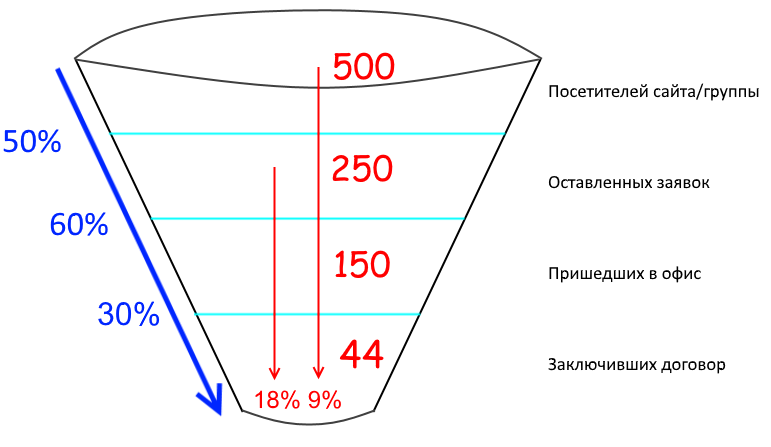 500
Посетителей сайта/группы
50%
250
Оставленных заявок
60%
150
Пришедших в офис
30%
44
Заключивших договор
18% 9%